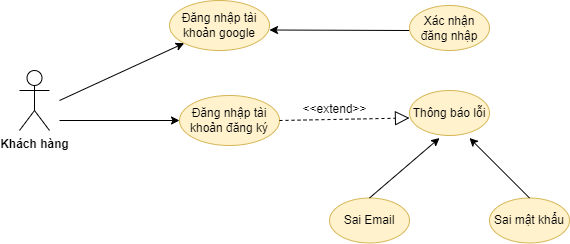 Đăng nhập tài
khoản google
Xác nhận
đăng nhập
Khách hàng
Đăng nhập tài
khoản đăng ký
<<extend>>
Thông báo lỗi
Sai Email
Sai mật khẩu